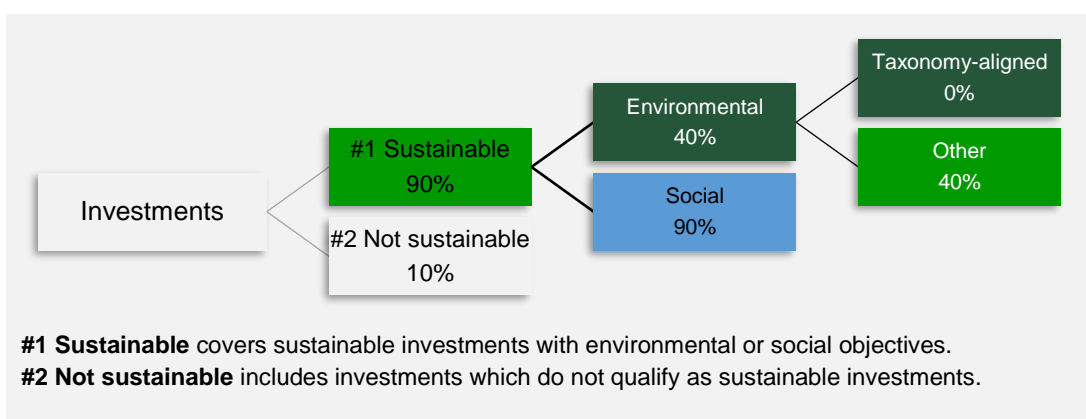 Taxonomy-aligned
0%
Environmental
40%
#1 Sustainable
90%
Other
40%
Investments
Social
90%
#2 Not sustainable
10%
#1 Sustainable covers sustainable investments with environmental or social objectives.
#2 Not sustainable includes investments which do not qualify as sustainable investments.